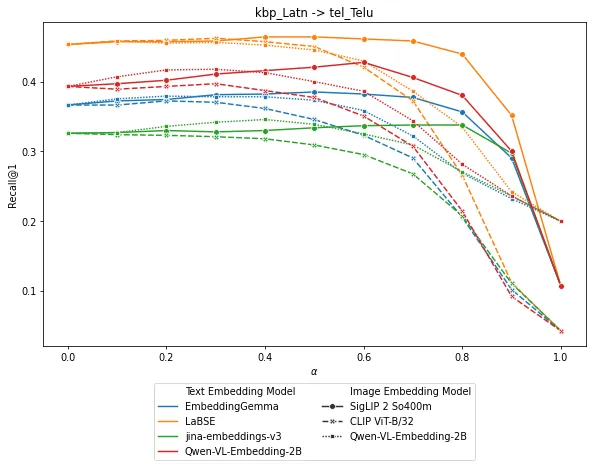 kbp_Latn -> tel_Telu
Recall@1
0.4
0.3
0.2
0.1
0.0 0.2 0.4 0.6 0.8 1.0
α
Text Embedding Model
EmbeddingGemma
LaBSE
jina-embeddings-v3
Qwen-VL-Embedding-2B
Image Embedding Model
SigLIP 2 So400m
CLIP ViT-B/32
Qwen-VL-Embedding-2B